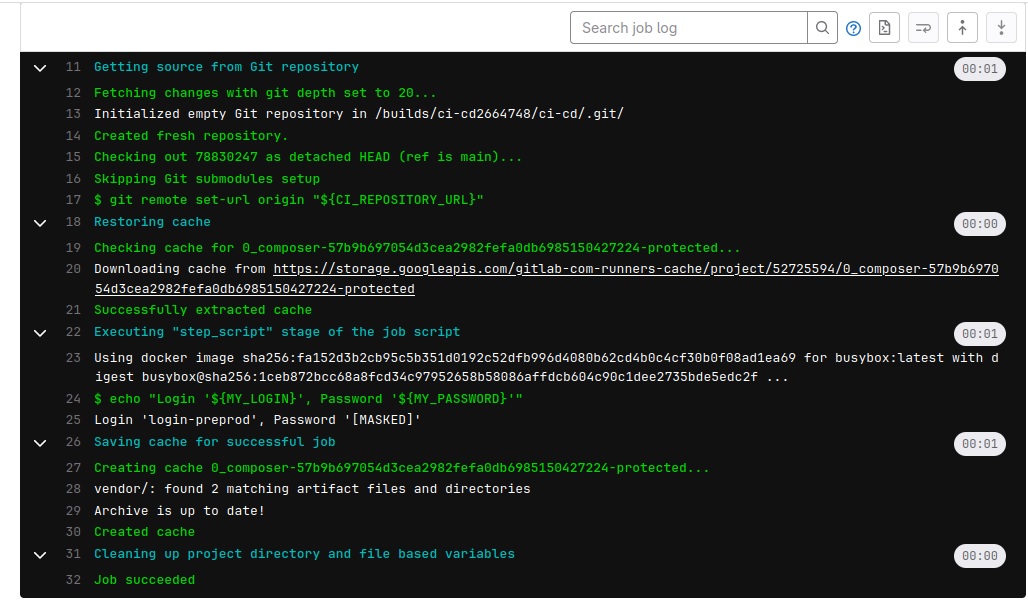 Search job log
11 Getting source from Git repository 00:01
12 Fetching changes with git depth set to 20...
13 Initialized empty Git repository in /builds/ci-cd2664748/ci-cd/.git/
14 Created fresh repository.
15 Checking out 78830247 as detached HEAD (ref is main)...
16 Skipping Git submodules setup
17 $ git remote set-url origin "${CI_REPOSITORY_URL}"
18 Restoring cache 00:00
19 Checking cache for 0_composer-57b9b697054d3cea2982fefa0db6985150427224-protected...
20 Downloading cache from https://storage.googleapis.com/gitlab-com-runners-cache/project/52725594/0_composer-57b9b6970
54d3cea2982fefa0db6985150427224-protected
21 Successfully extracted cache
22 Executing "step_script" stage of the job script 00:01
23 Using docker image sha256:fa152d3b2cb95c5b351d0192c52dfb996d4080b62cd4b0c4cf30b0f08ad1ea69 for busybox:latest with d
igest busybox@sha256:1ceb872bcc68a8fcd34c97952658b58086affdcb604c90c1dee2735bde5edc2f ...
24 $ echo "Login '${MY_LOGIN}', Password '${MY_PASSWORD}'"
25 Login 'login-preprod', Password '[MASKED]'
26 Saving cache for successful job 00:01
27 Creating cache 0_composer-57b9b697054d3cea2982fefa0db6985150427224-protected...
28 vendor/: found 2 matching artifact files and directories
29 Archive is up to date!
30 Created cache
31 Cleaning up project directory and file based variables 00:00
32 Job succeeded